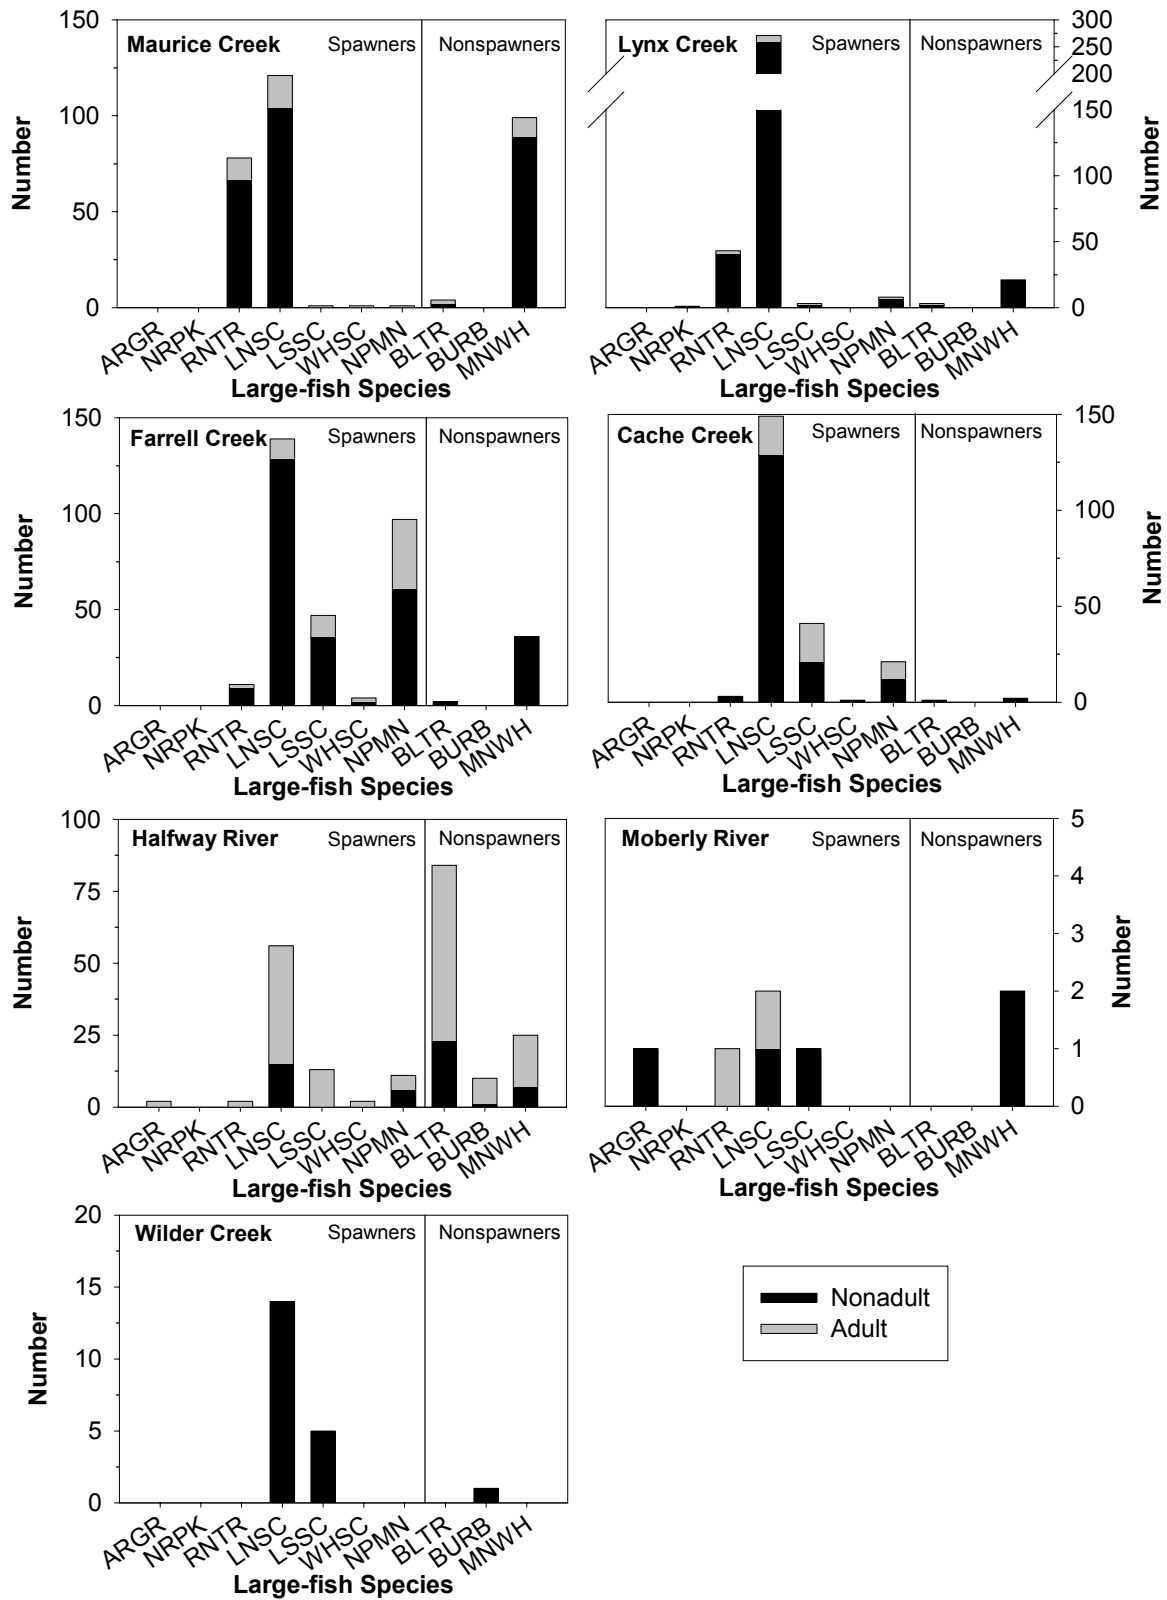 Maurice Creek Spawners Nonspawners
Number
150
100
50
0
ARGR NRPK RNTR LNSC LSSC WHSC NPMN BLTR BURB MNWH
Large-fish Species
Lynx Creek Spawners Nonspawners
300
250
200
150
100
50
0
Number
ARGR NRPK RNTR LNSC LSSC WHSC NPMN BLTR BURB MNWH
Large-fish Species
Farrell Creek Spawners Nonspawners
Number
150
100
50
0
ARGR NRPK RNTR LNSC LSSC WHSC NPMN BLTR BURB MNWH
Large-fish Species
Cache Creek Spawners Nonspawners
150
100
50
0
Number
ARGR NRPK RNTR LNSC LSSC WHSC NPMN BLTR BURB MNWH
Large-fish Species
Halfway River Spawners Nonspawners
Number
100
75
50
25
0
ARGR NRPK RNTR LNSC LSSC WHSC NPMN BLTR BURB MNWH
Large-fish Species
Moberly River Spawners Nonspawners
5
4
3
2
1
0
Number
ARGR NRPK RNTR LNSC LSSC WHSC NPMN BLTR BURB MNWH
Large-fish Species
Wilder Creek Spawners Nonspawners
Number
20
15
10
5
0
ARGR NRPK RNTR LNSC LSSC WHSC NPMN BLTR BURB MNWH
Large-fish Species
Nonadult
Adult